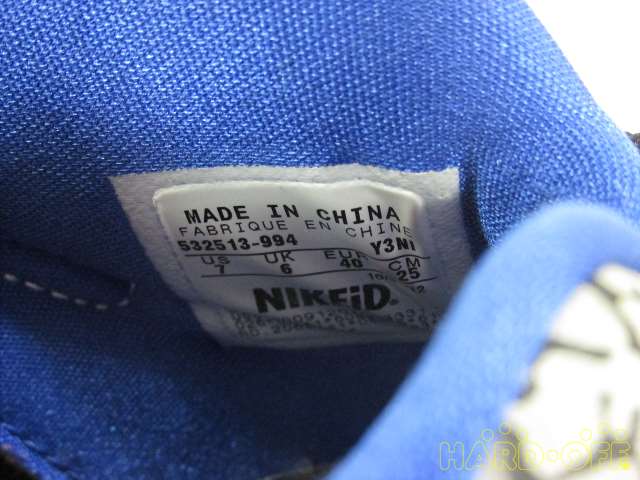 MADE IN CHINA
FABRIQUE EN CHINE
532513-994 Y3NI
US UK EUR CM
7 6 40 25
NIKEiD.
HARD·OFF